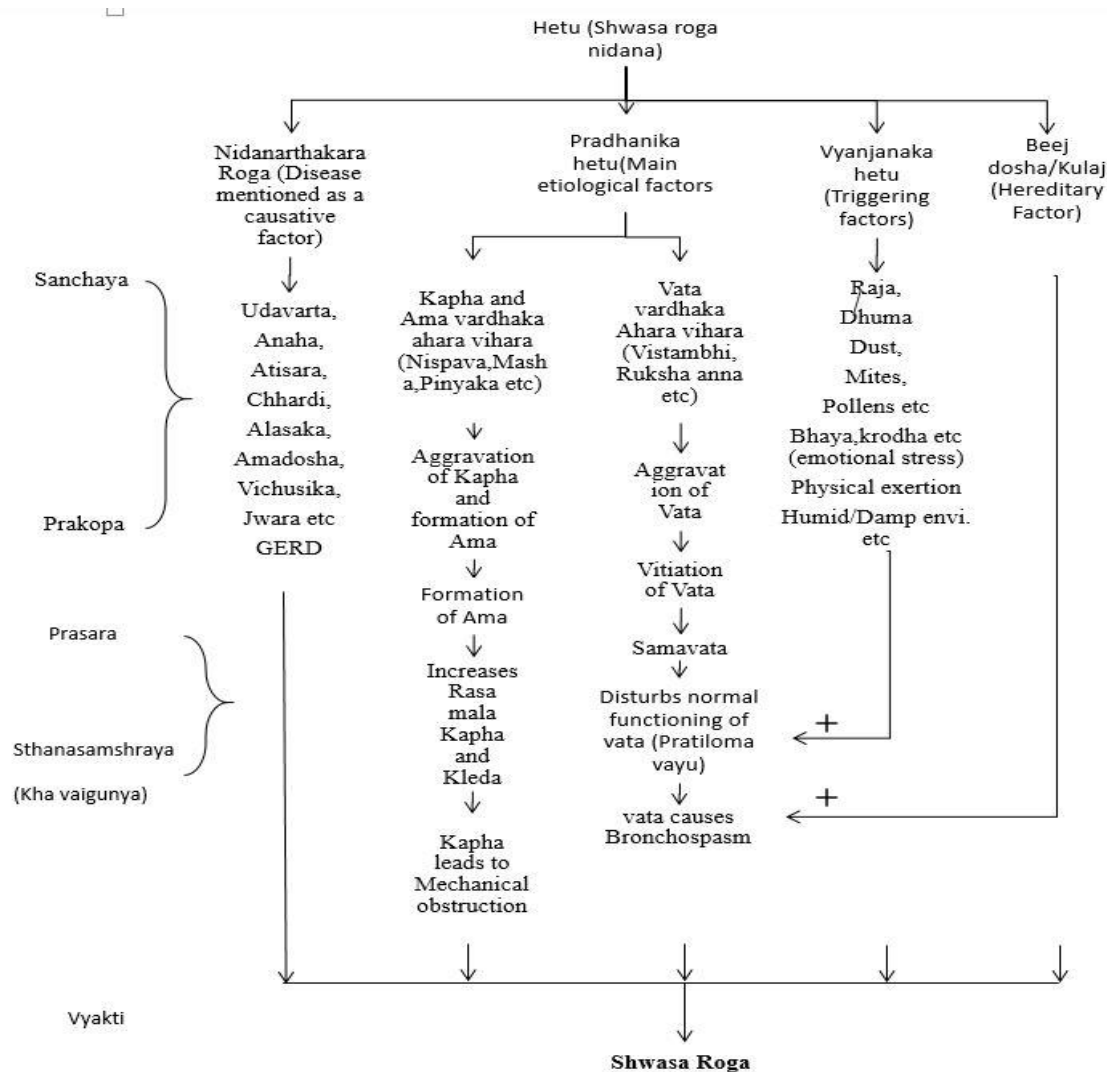 Hetu (Shwasa roga
nidana)
Nidanarthakara
Roga (Disease
mentioned as a
causative
factor)
Pradhanika
hetu(Main
etiological factors
Vyanjanaka
hetu
(Triggering
factors)
Beej
dosha/Kulaj
(Hereditary
Factor)
Sanchaya
Prakopa
Udavarta,
Anaha,
Atisara,
Chhardi,
Alasaka,
Amadosha,
Vichusika,
Jwara etc
GERD
Kapha and
Ama vardhaka
ahara vihara
(Nispava,Mash
a,Pinyaka etc)
Aggravation
of Kapha
and
formation of
Ama
Formation
of Ama
Increases
Rasa
mala
Kapha
and
Kleda
Kapha
leads to
Mechanical
obstruction
Vata
vardhaka
Ahara vihara
(Vistambhi,
Ruksha anna
etc)
Aggravat
ion of
Vata
Vitiation
of Vata
Samavata
Disturbs normal
functioning of
vata (Pratiloma
vayu)
vata causes
Bronchospasm
Raja,
Dhuma
Dust,
Mites,
Pollens etc
Bhaya,krodha etc
(emotional stress)
Physical exertion
Humid/Damp envi.
etc
+
+
Prasara
Sthanasamshraya
(Kha vaigunya)
Vyakti
Shwasa Roga